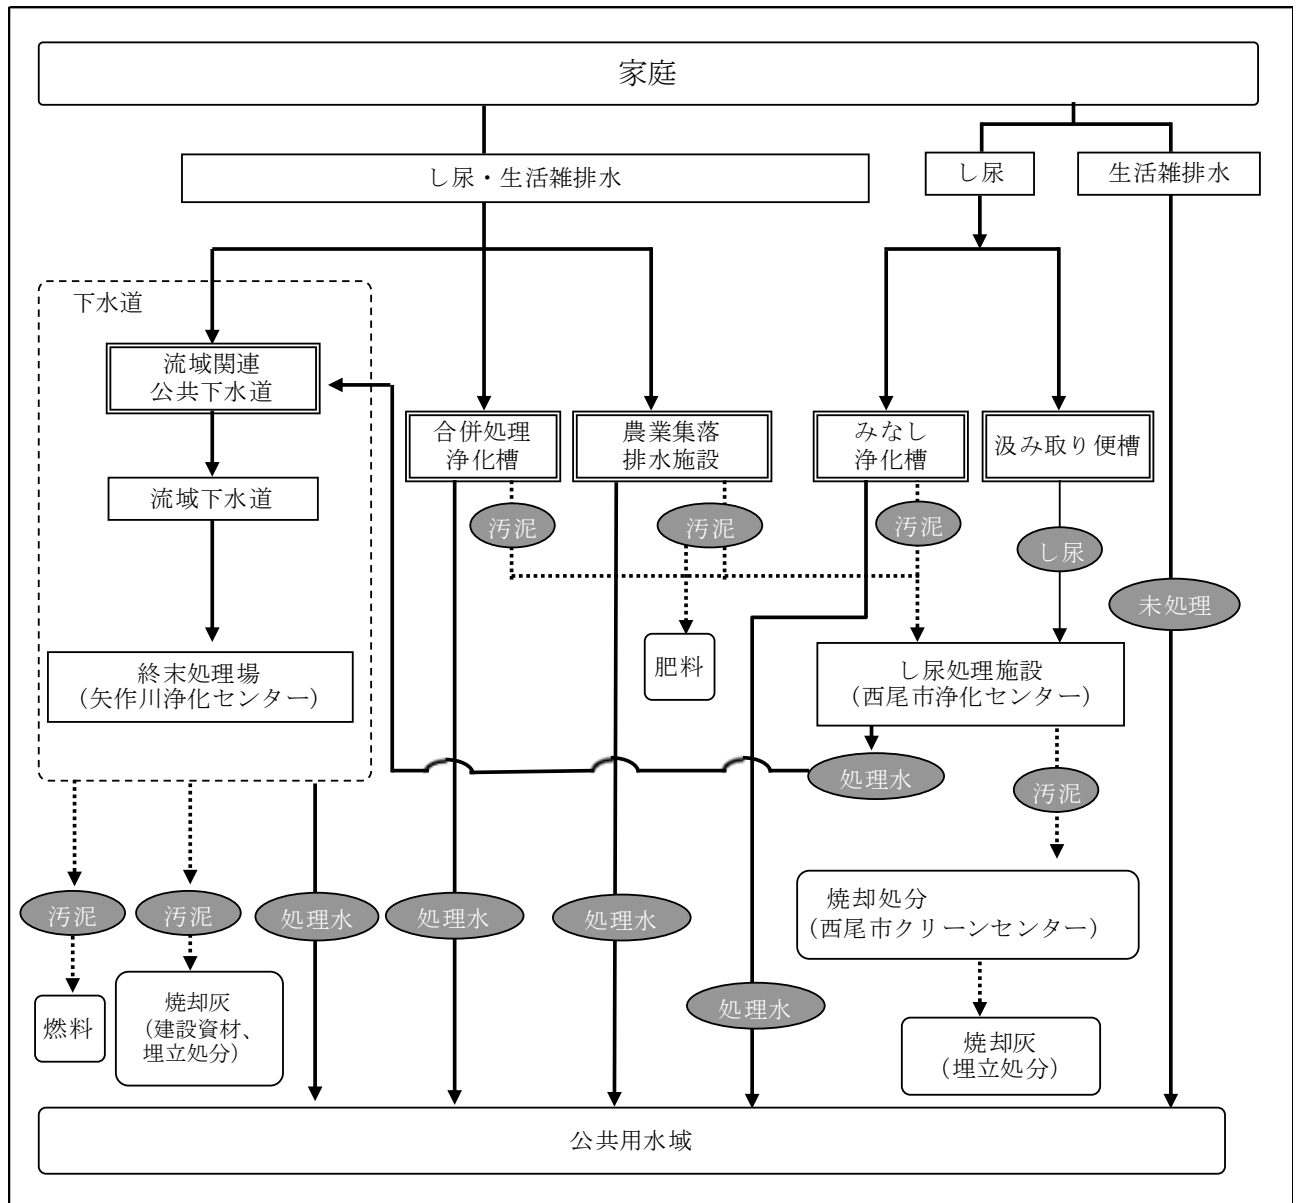 家庭
し尿・生活雑排水
し尿
生活雑排水
下水道
流域関連
公共下水道
流域下水道
終末処理場
（矢作川浄化センター）
合併処理
浄化槽
農業集落
排水施設
みなし
浄化槽
汲み取り便槽
汚泥
汚泥
汚泥
し尿
未処理
肥料
し尿処理施設
（西尾市浄化センター）
処理水
汚泥
焼却処分
（西尾市クリーンセンター）
汚泥
汚泥
処理水
処理水
処理水
処理水
燃料
焼却灰
（建設資材、
埋立処分）
焼却灰
（埋立処分）
公共用水域